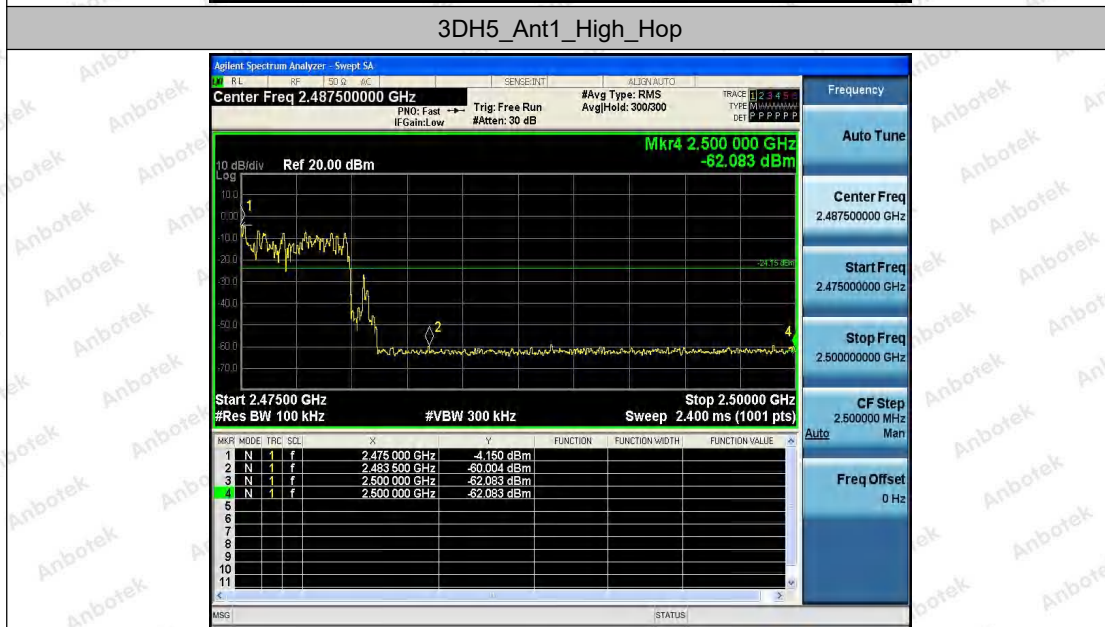 3DH5_Ant1_High_Hop
Agilent Spectrum Analyzer - Swept SA
RL RF 50 Ω AC SENSE:INT ALIGN AUTO
Center Freq 2.487500000 GHz
PNO: Fast
IFGain:Low
Trig: Free Run
#Atten: 30 dB
#Avg Type: RMS
Avg|Hold: 300/300
TRACE 1 2 3 4 5 6
TYPE M
DET P P P P P P
Mkr4 2.500 000 GHz
-62.083 dBm
10 dB/div Ref 20.00 dBm
Log
10.0
0.00
-10.0
-20.0
-30.0
-40.0
-50.0
-60.0
-70.0
1
2
4
-24.15 dBm
Start 2.47500 GHz Stop 2.50000 GHz
#Res BW 100 kHz #VBW 300 kHz Sweep 2.400 ms (1001 pts)
MKR MODE TRC SCL X Y FUNCTION FUNCTION WIDTH FUNCTION VALUE
1 N 1 f 2.475 000 GHz -4.150 dBm
2 N 1 f 2.483 500 GHz -60.004 dBm
3 N 1 f 2.500 000 GHz -62.083 dBm
4 N 1 f 2.500 000 GHz -62.083 dBm
5
6
7
8
9
10
11
MSG STATUS
Frequency
Auto Tune
Center Freq
2.487500000 GHz
Start Freq
2.475000000 GHz
Stop Freq
2.500000000 GHz
CF Step
2.500000 MHz
Auto Man
Freq Offset
0 Hz
Anbotek